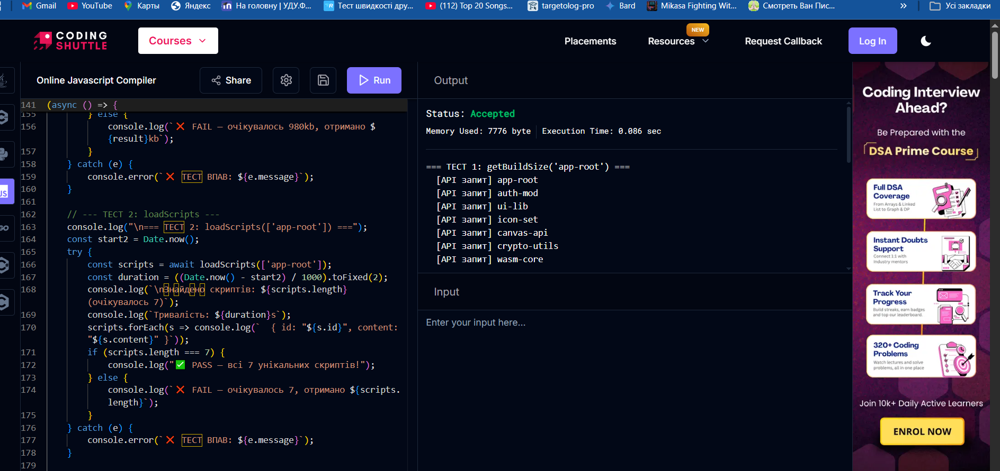 Gmail
YouTube
Карты
Яндекс
На головну | УДУ.Ф...
Тест швидкості дру...
(112) Top 20 Songs...
targetolog-pro
Bard
Mikasa Fighting Wit...
Смотреть Ван Пис...
»
Усі закладки
CODING
SHUTTLE
Courses
Placements
NEW
Resources
Request Callback
Log In
Online Javascript Compiler
Share
Run
141 (async () => {
155 } else {
156 console.log(`❌ FAIL — очікувалось 980kb, отримано $
{result}kb`);
157 }
158 } catch (e) {
159 console.error(`❌ ТЕСТ ВПАВ: ${e.message}`);
160 }
161
162 // --- ТЕСТ 2: loadScripts ---
163 console.log("\n=== ТЕСТ 2: loadScripts(['app-root']) ===");
164 const start2 = Date.now();
165 try {
166 const scripts = await loadScripts(['app-root']);
167 const duration = ((Date.now() - start2) / 1000).toFixed(2);
168 console.log(`\nЗнайдено скриптів: ${scripts.length}
(очікувалось 7)`);
169 console.log(`Тривалість: ${duration}s`);
170 scripts.forEach(s => console.log(`  { id: "${s.id}", content:
"${s.content}" }`));
171 if (scripts.length === 7) {
172 console.log("✅ PASS — всі 7 унікальних скриптів!");
173 } else {
174 console.log(`❌ FAIL — очікувалось 7, отримано ${scripts.
length}`);
175 }
176 } catch (e) {
177 console.error(`❌ ТЕСТ ВПАВ: ${e.message}`);
178 }
179
Output
Status: Accepted
Memory Used: 7776 byte
Execution Time: 0.086 sec
=== ТЕСТ 1: getBuildSize('app-root') ===
[API запит] app-root
[API запит] auth-mod
[API запит] ui-lib
[API запит] icon-set
[API запит] canvas-api
[API запит] crypto-utils
[API запит] wasm-core
Input
Enter your input here...
Coding Interview
Ahead?
Be Prepared with the
DSA Prime Course
Full DSA
Coverage
From Arrays & Linked
List to Graph & DP
Instant Doubts
Support
Connect 1:1 with
Industry mentors
Track Your
Progress
Build streaks, earn badges
and top our leaderboard.
320+ Coding
Problems
Watch lectures and solve
problems, all in one place
Join 10k+ Daily Active Learners
ENROL NOW